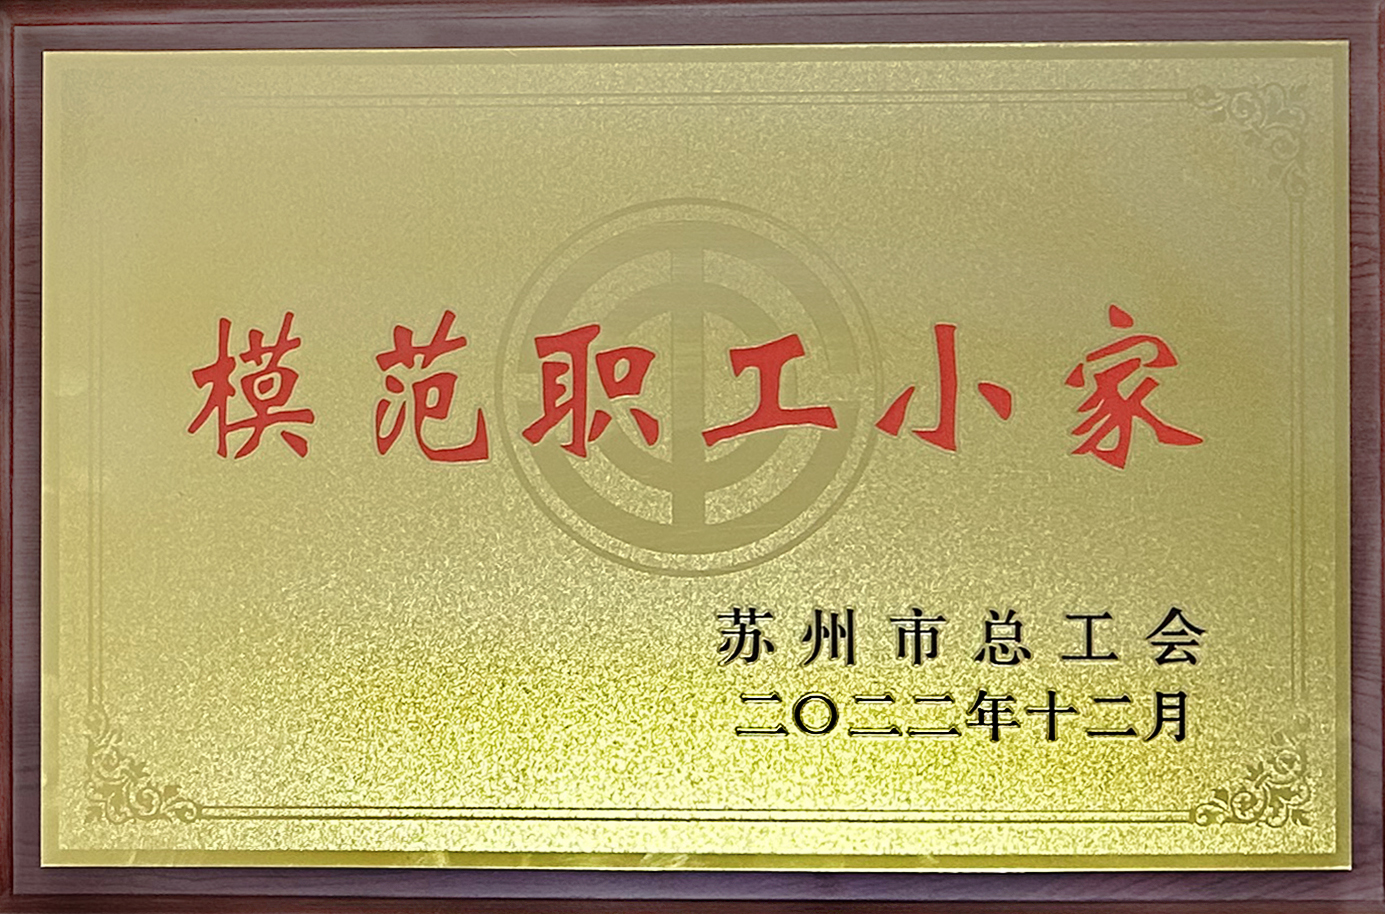 模范职工小家
苏州市总工会
二〇二二年十二月